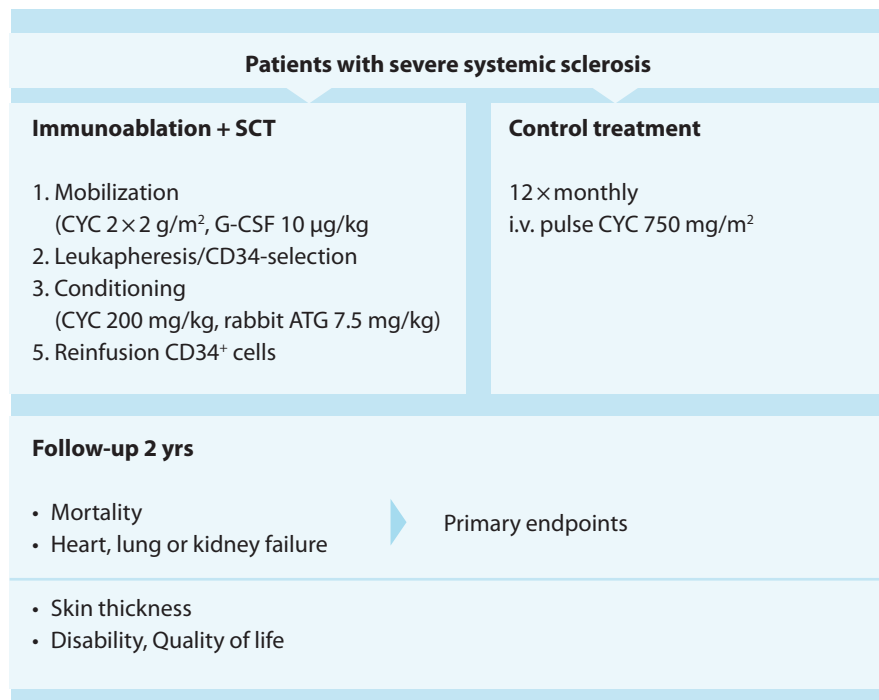 Patients with severe systemic sclerosis
Immunoablation + SCT
1. Mobilization
(CYC 2×2 g/m², G-CSF 10 µg/kg
2. Leukapheresis/CD34-selection
3. Conditioning
(CYC 200 mg/kg, rabbit ATG 7.5 mg/kg)
5. Reinfusion CD34⁺ cells
Control treatment
12×monthly
i.v. pulse CYC 750 mg/m²
Follow-up 2 yrs
• Mortality
• Heart, lung or kidney failure
Primary endpoints
• Skin thickness
• Disability, Quality of life